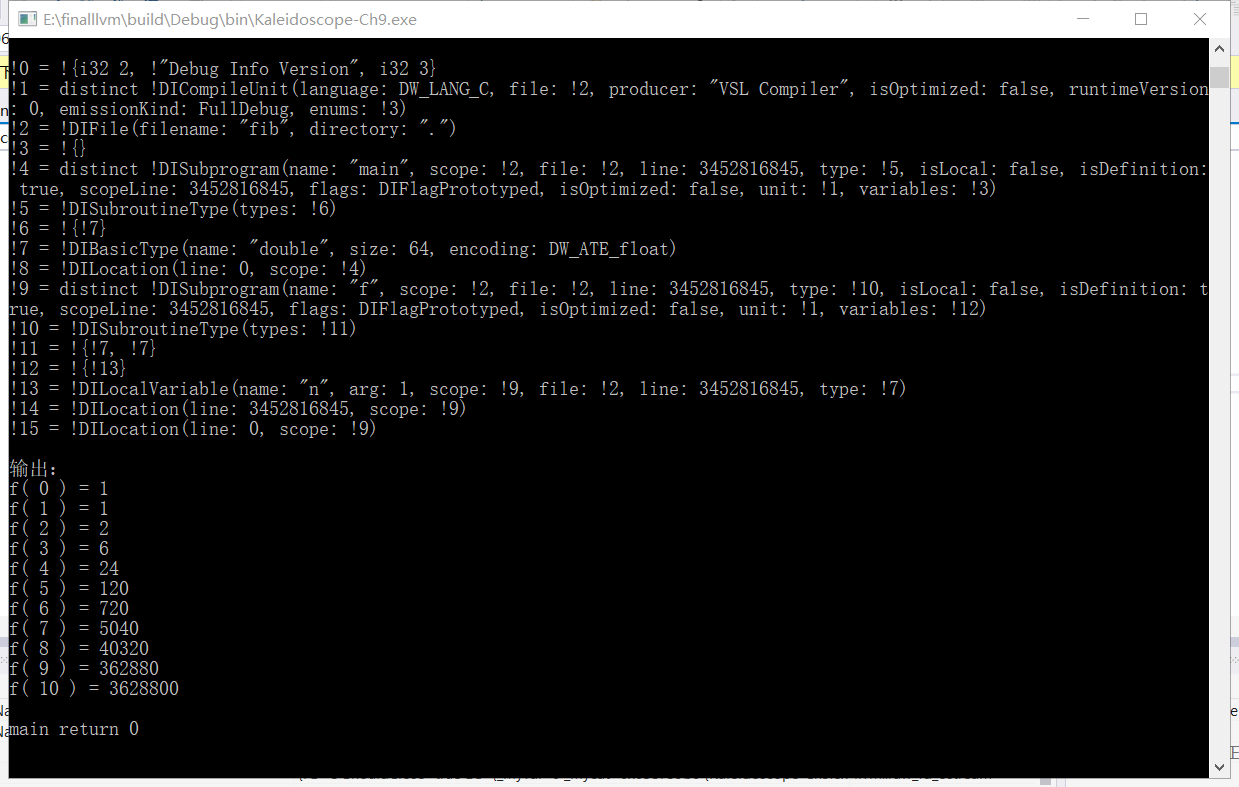 E:\finalllvm\build\Debug\bin\Kaleidoscope-Ch9.exe
!0 = !{i32 2, !"Debug Info Version", i32 3}
!1 = distinct !DICompileUnit(language: DW_LANG_C, file: !2, producer: "VSL Compiler", isOptimized: false, runtimeVersion
: 0, emissionKind: FullDebug, enums: !3)
!2 = !DIFile(filename: "fib", directory: ".")
!3 = !{}
!4 = distinct !DISubprogram(name: "main", scope: !2, file: !2, line: 3452816845, type: !5, isLocal: false, isDefinition:
true, scopeLine: 3452816845, flags: DIFlagPrototyped, isOptimized: false, unit: !1, variables: !3)
!5 = !DISubroutineType(types: !6)
!6 = !{!7}
!7 = !DIBasicType(name: "double", size: 64, encoding: DW_ATE_float)
!8 = !DILocation(line: 0, scope: !4)
!9 = distinct !DISubprogram(name: "f", scope: !2, file: !2, line: 3452816845, type: !10, isLocal: false, isDefinition: t
rue, scopeLine: 3452816845, flags: DIFlagPrototyped, isOptimized: false, unit: !1, variables: !12)
!10 = !DISubroutineType(types: !11)
!11 = !{!7, !7}
!12 = !{!13}
!13 = !DILocalVariable(name: "n", arg: 1, scope: !9, file: !2, line: 3452816845, type: !7)
!14 = !DILocation(line: 3452816845, scope: !9)
!15 = !DILocation(line: 0, scope: !9)
输出:
f( 0 ) = 1
f( 1 ) = 1
f( 2 ) = 2
f( 3 ) = 6
f( 4 ) = 24
f( 5 ) = 120
f( 6 ) = 720
f( 7 ) = 5040
f( 8 ) = 40320
f( 9 ) = 362880
f( 10 ) = 3628800
main return 0